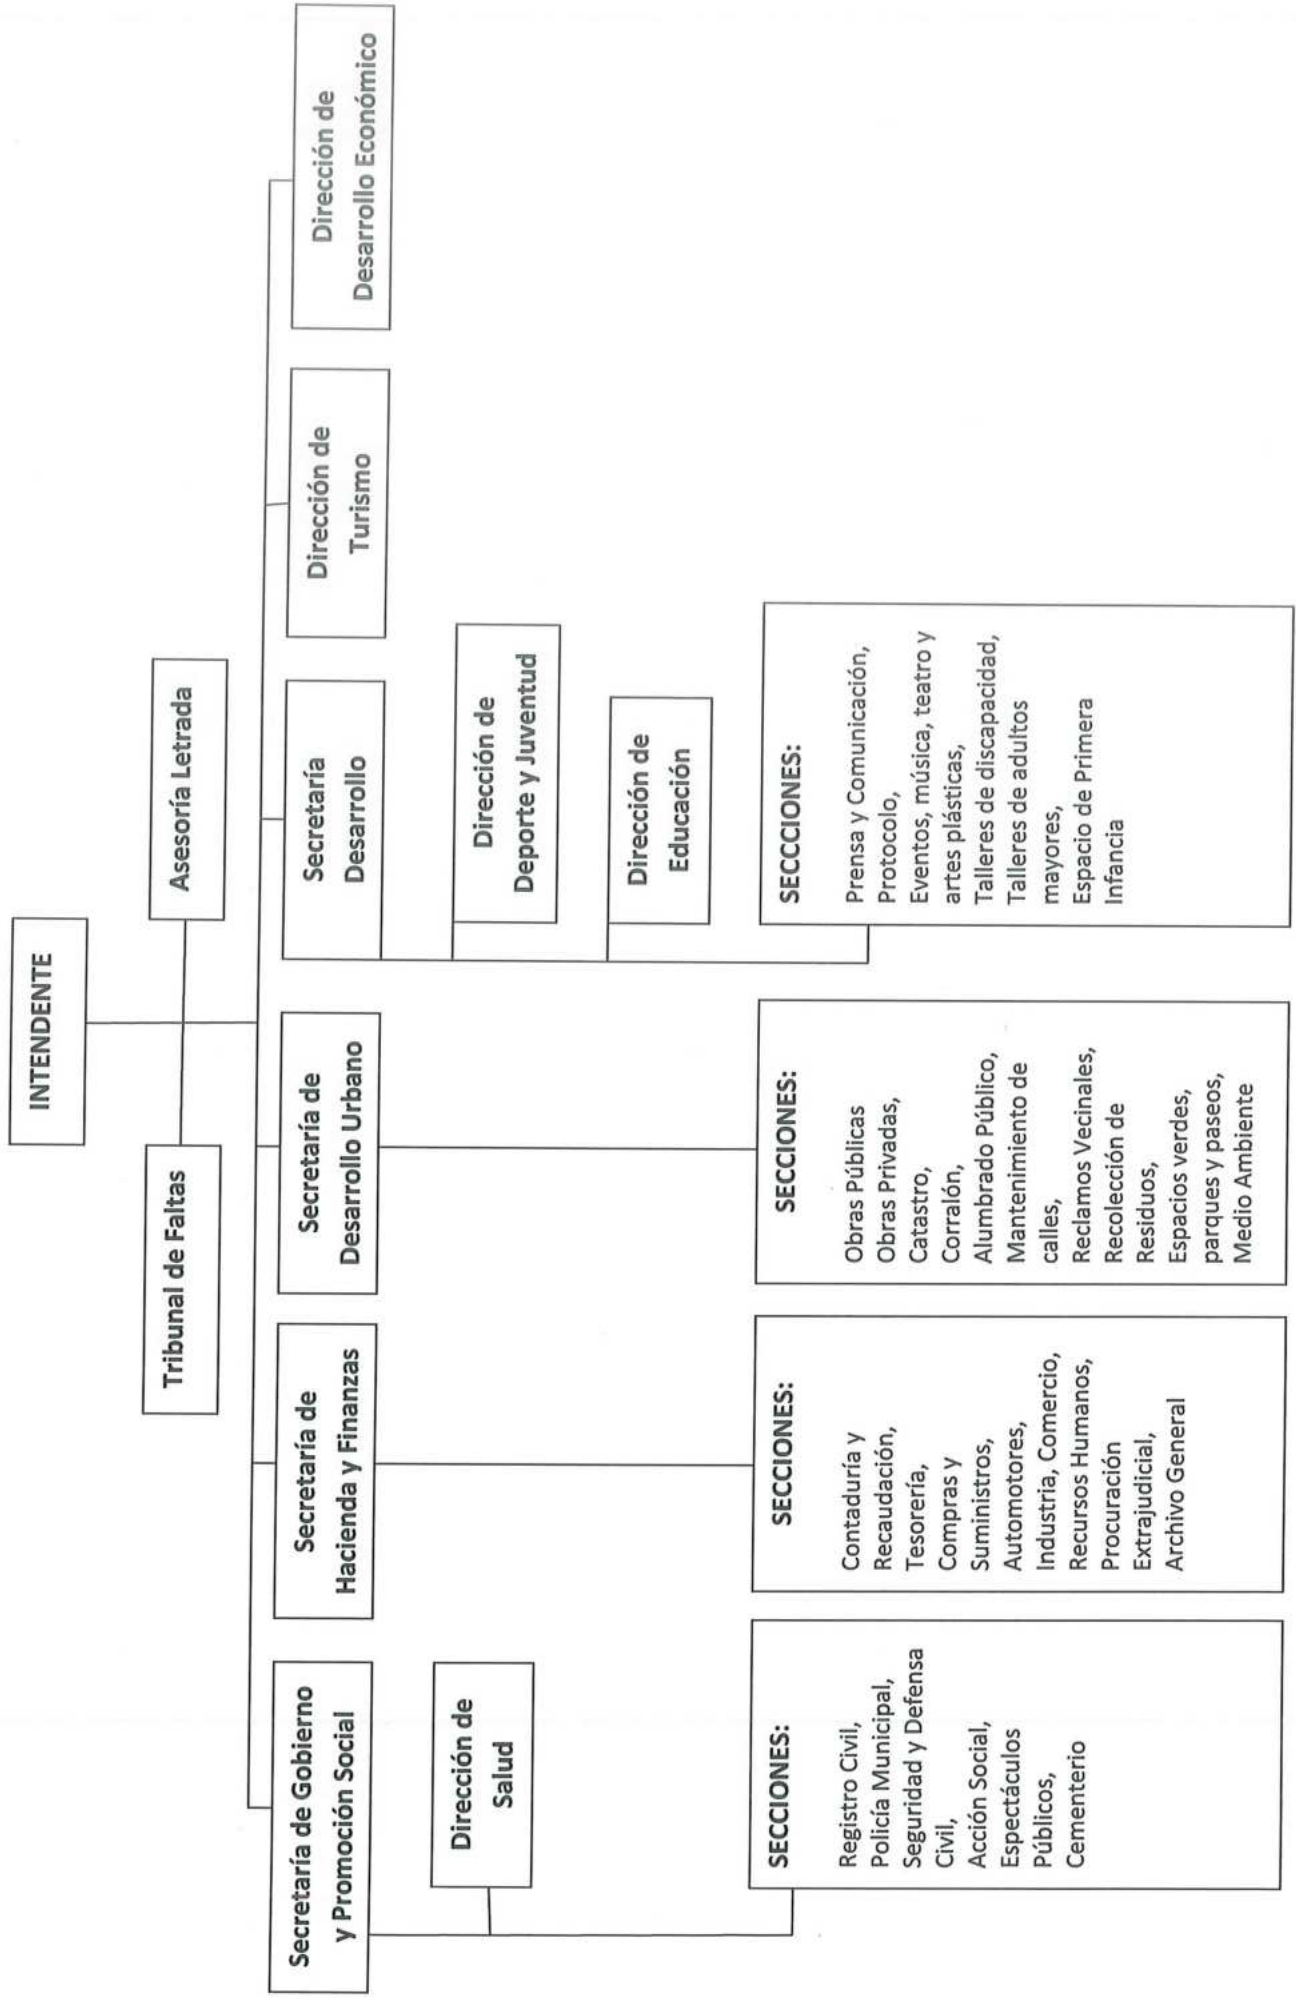 INTENDENTE
Tribunal de Faltas
Asesoría Letrada
Secretaría de Gobierno
y Promoción Social
Secretaría de
Hacienda y Finanzas
Secretaría de
Desarrollo Urbano
Secretaría
Desarrollo
Dirección de
Turismo
Dirección de
Desarrollo Económico
Dirección de
Salud
Dirección de
Deporte y Juventud
Dirección de
Educación
SECCIONES:
Registro Civil,
Policía Municipal,
Seguridad y Defensa
Civil,
Acción Social,
Espectáculos
Públicos,
Cementerio
SECCIONES:
Contaduría y
Recaudación,
Tesorería,
Compras y
Suministros,
Automotores,
Industria, Comercio,
Recursos Humanos,
Procuración
Extrajudicial,
Archivo General
SECCIONES:
Obras Públicas
Obras Privadas,
Catastro,
Corralón,
Alumbrado Público,
Mantenimiento de
calles,
Reclamos Vecinales,
Recolección de
Residuos,
Espacios verdes,
parques y paseos,
Medio Ambiente
SECCCIONES:
Prensa y Comunicación,
Protocolo,
Eventos, música, teatro y
artes plásticas,
Talleres de discapacidad,
Talleres de adultos
mayores,
Espacio de Primera
Infancia